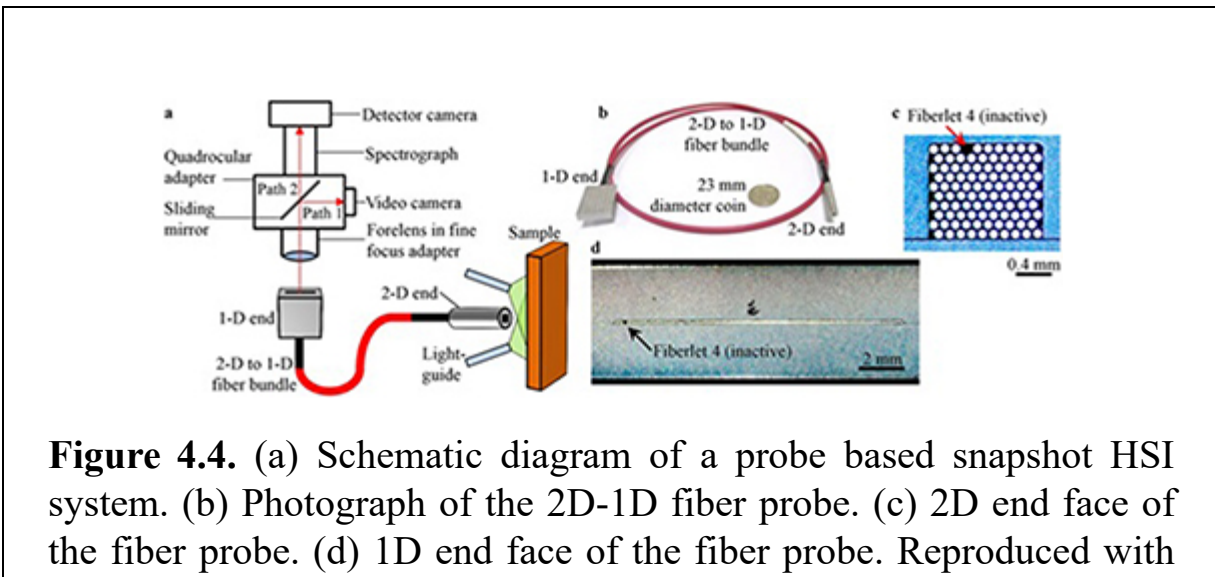 a
Detector camera
Spectrograph
Quadrocular
adapter
Path 2
Path 1
Video camera
Sliding
mirror
Forelens in fine
focus adapter
Sample
2-D end
1-D end
2-D to 1-D
fiber bundle
Light-
guide
b
2-D to 1-D
fiber bundle
1-D end
23 mm
diameter coin
2-D end
c
Fiberlet 4 (inactive)
0.4 mm
d
Fiberlet 4 (inactive)
2 mm
Figure 4.4. (a) Schematic diagram of a probe based snapshot HSI
system. (b) Photograph of the 2D-1D fiber probe. (c) 2D end face of
the fiber probe. (d) 1D end face of the fiber probe. Reproduced with